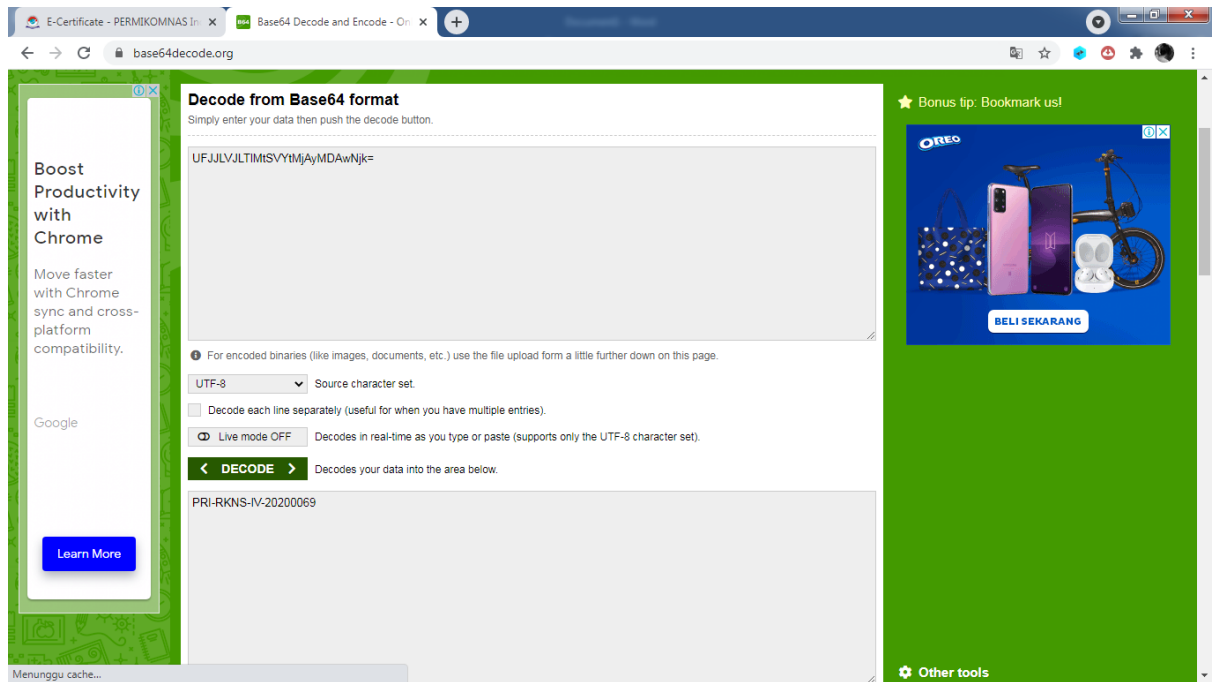 E-Certificate - PERMIKOMNAS In
Base64 Decode and Encode - On
base64decode.org
Boost
Productivity
with
Chrome
Move faster
with Chrome
sync and cross-
platform
compatibility.
Google
Learn More
Decode from Base64 format
Simply enter your data then push the decode button.
UFJJLVJLTlMtSVYtMjAyMDAwNjk=
For encoded binaries (like images, documents, etc.) use the file upload form a little further down on this page.
UTF-8 Source character set.
Decode each line separately (useful for when you have multiple entries).
Live mode OFF Decodes in real-time as you type or paste (supports only the UTF-8 character set).
< DECODE > Decodes your data into the area below.
PRI-RKNS-IV-20200069
Bonus tip: Bookmark us!
OREO
BELI SEKARANG
Other tools
Menunggu cache...